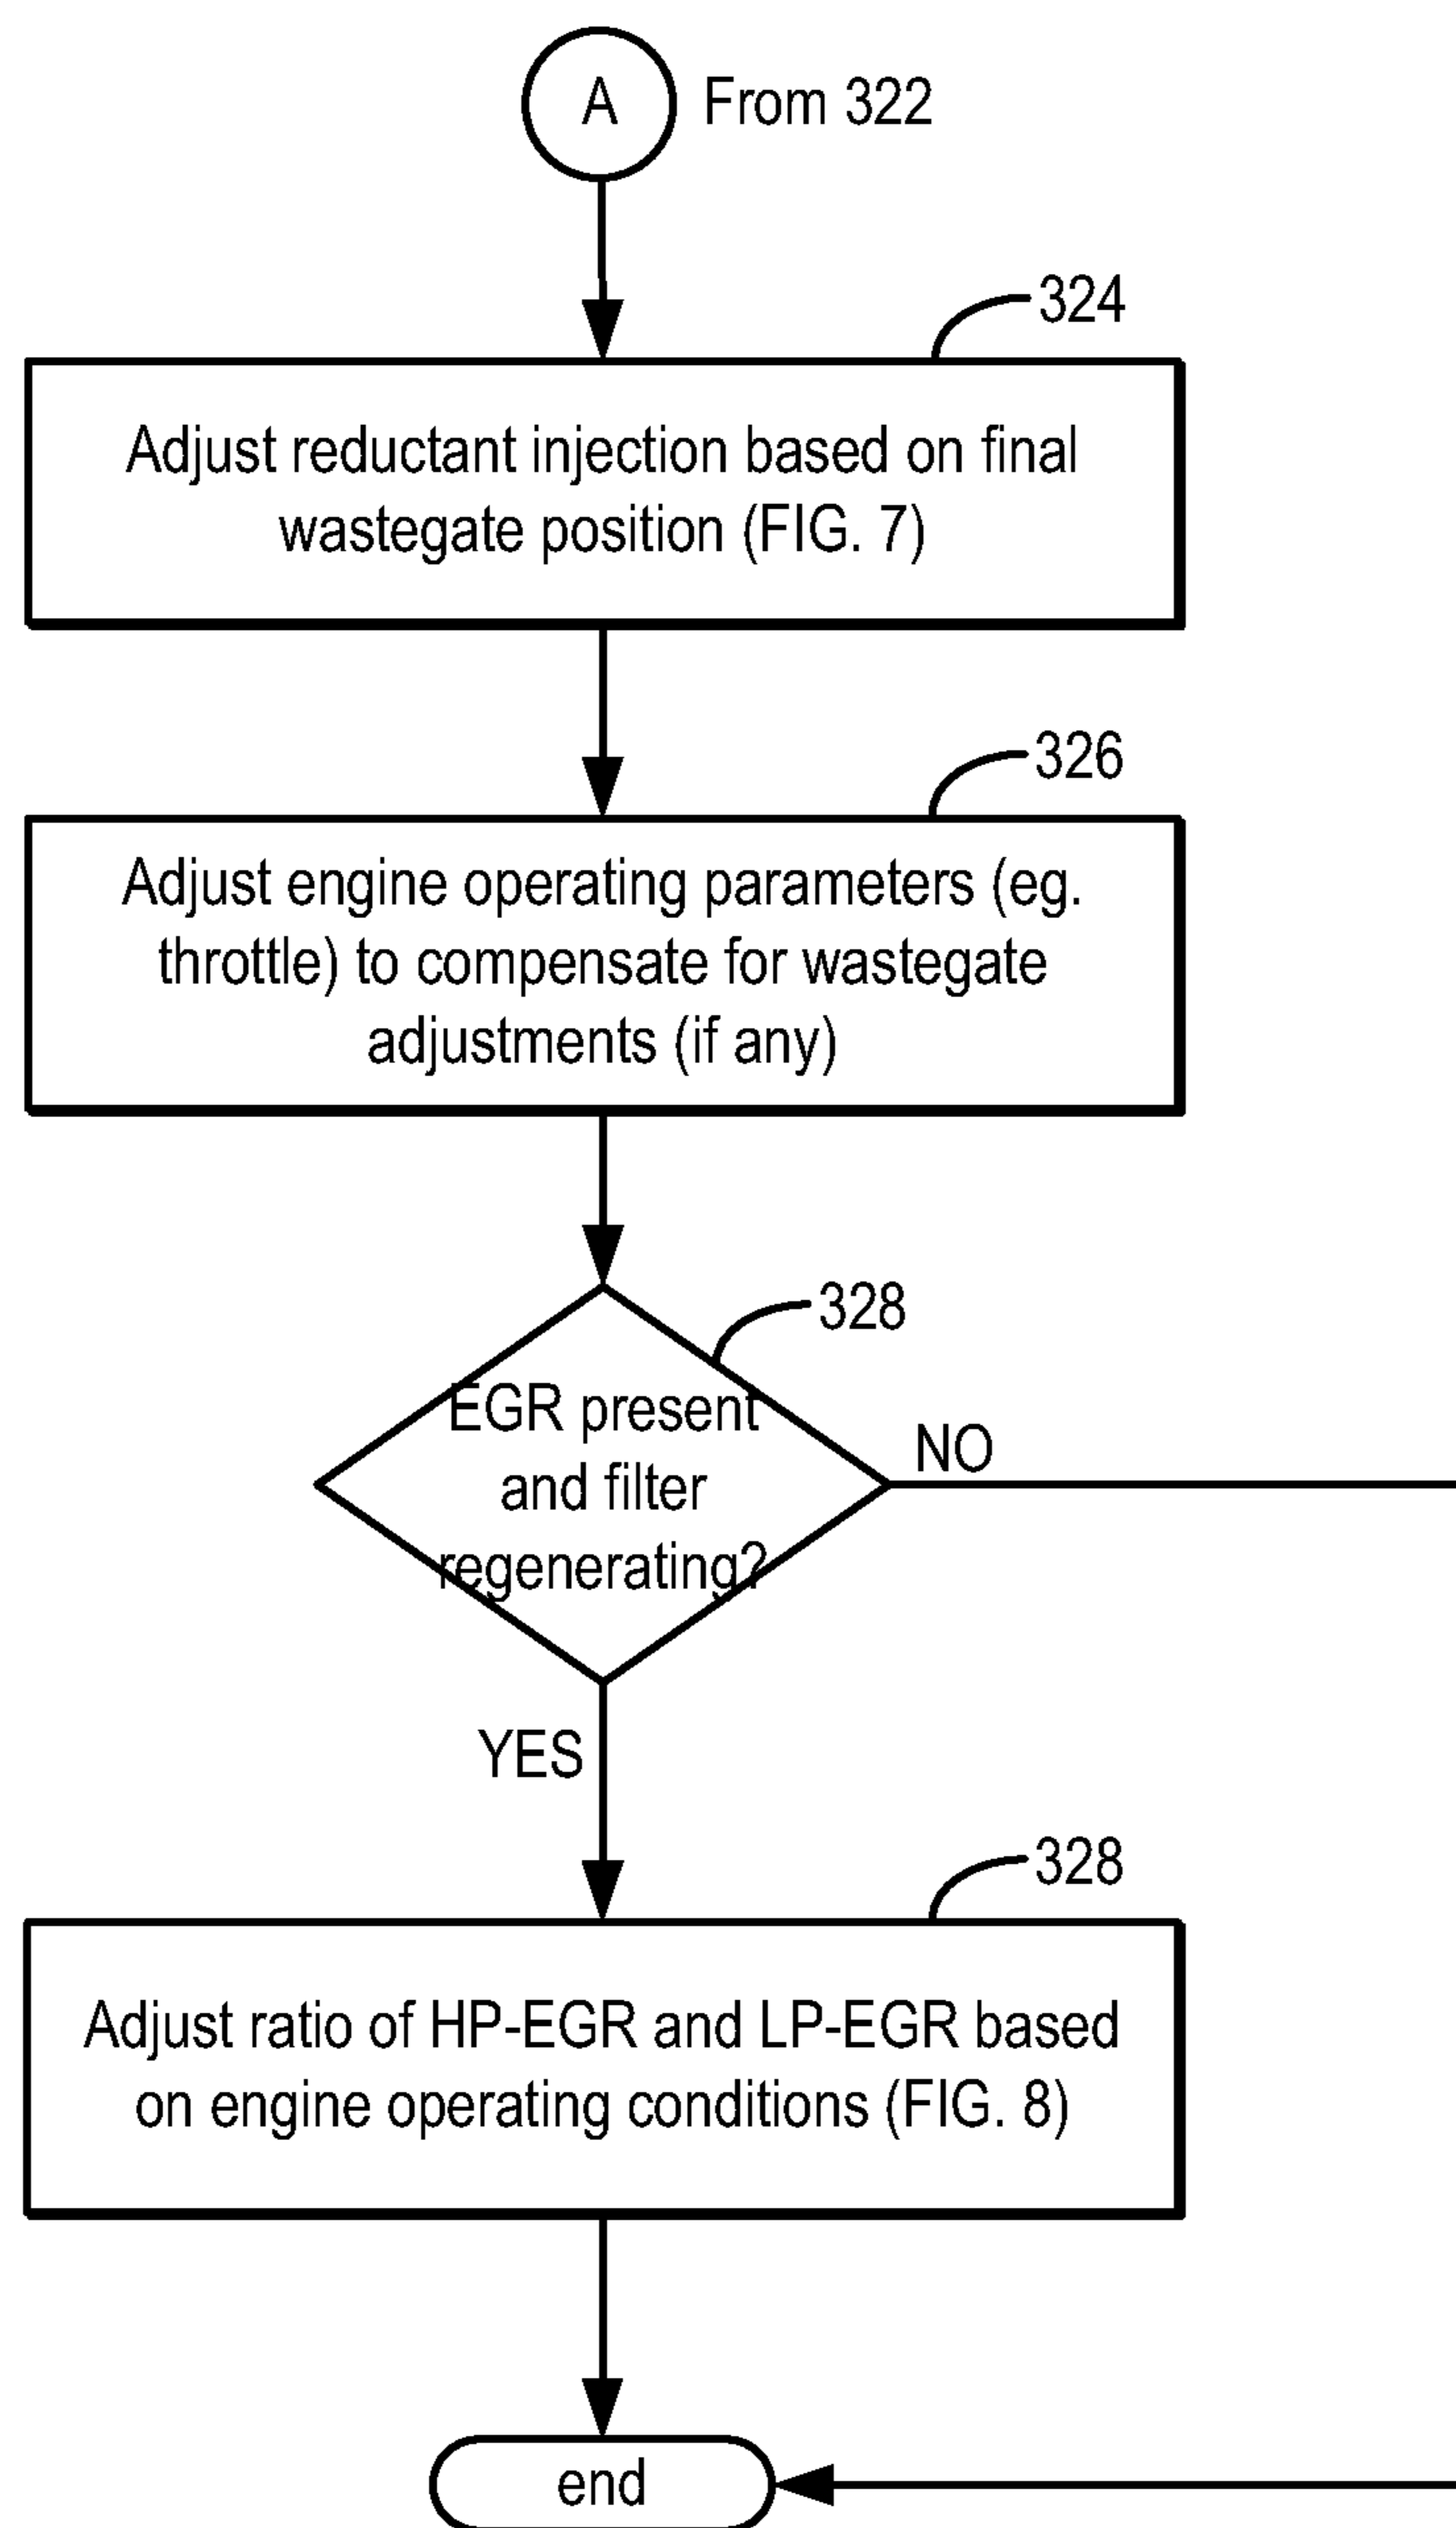 A
From 322
324
Adjust reductant injection based on final
wastegate position (FIG. 7)
326
Adjust engine operating parameters (eg.
throttle) to compensate for wastegate
adjustments (if any)
328
EGR present
and filter
regenerating?
NO
YES
328
Adjust ratio of HP-EGR and LP-EGR based
on engine operating conditions (FIG. 8)
end